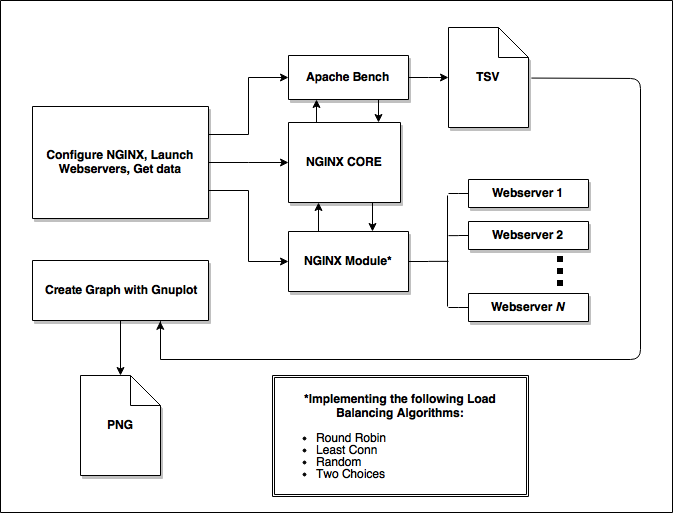 Apache Bench
TSV
Configure NGINX, Launch
Webservers, Get data
NGINX CORE
Webserver 1
Webserver 2
NGINX Module*
Create Graph with Gnuplot
Webserver N
PNG
*Implementing the following Load
Balancing Algorithms:
• Round Robin
• Least Conn
• Random
• Two Choices